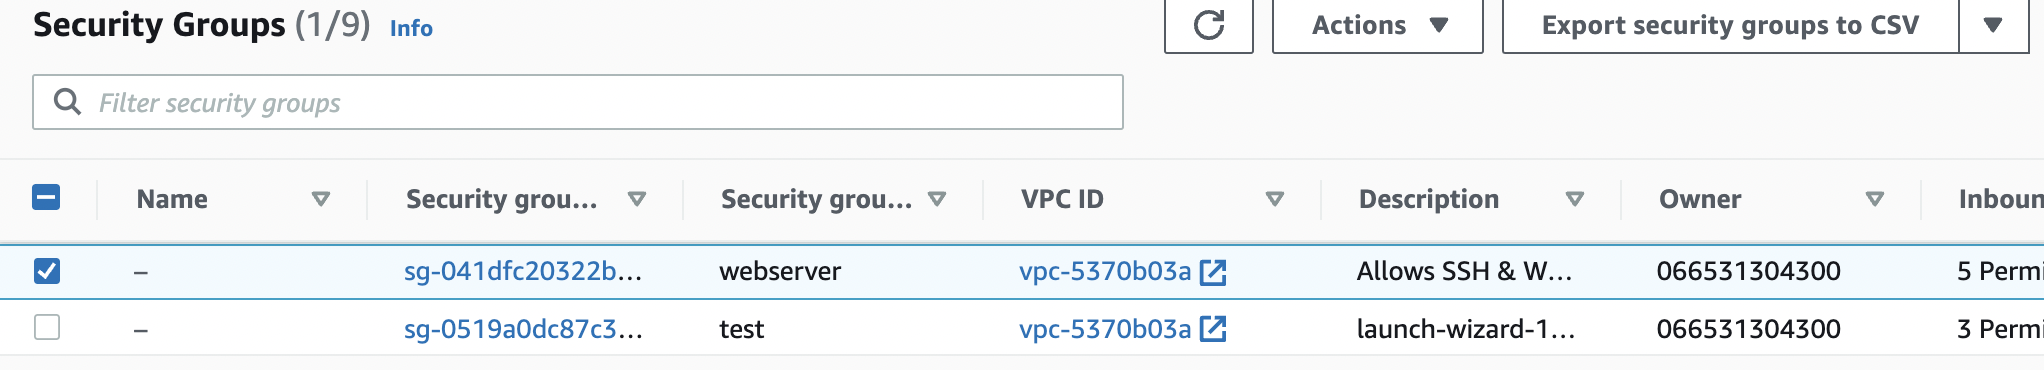 Security Groups (1/9) Info Actions Export security groups to CSV
Filter security groups
Name Security grou... Security grou... VPC ID Description Owner Inboun
– sg-041dfc20322b... webserver vpc-5370b03a Allows SSH & W... 066531304300 5 Permi
– sg-0519a0dc87c3... test vpc-5370b03a launch-wizard-1... 066531304300 3 Permi